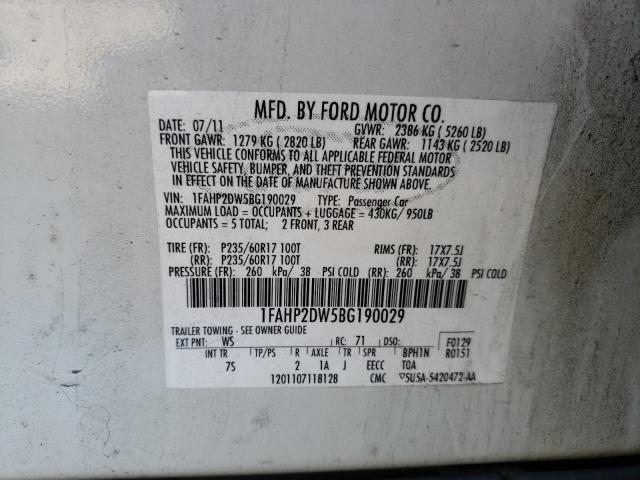 MFD. BY FORD MOTOR CO.
DATE: 07/11 GVWR: 2386 KG ( 5260 LB)
FRONT GAWR: 1279 KG ( 2820 LB) REAR GAWR: 1143 KG ( 2520 LB)
THIS VEHICLE CONFORMS TO ALL APPLICABLE FEDERAL MOTOR
VEHICLE SAFETY, BUMPER, AND THEFT PREVENTION STANDARDS
IN EFFECT ON THE DATE OF MANUFACTURE SHOWN ABOVE.
VIN: 1FAHP2DW5BG190029 TYPE: Passenger Car
MAXIMUM LOAD = OCCUPANTS + LUGGAGE = 430KG/ 950LB
OCCUPANTS = 5 TOTAL; 2 FRONT, 3 REAR
TIRE (FR): P235/60R17 100T RIMS (FR): 17X7.5J
(RR): P235/60R17 100T (RR): 17X7.5J
PRESSURE (FR): 260 kPa/ 38 PSI COLD (RR): 260 kPa/ 38 PSI COLD
1FAHP2DW5BG190029
TRAILER TOWING - SEE OWNER GUIDE
EXT PNT: WS RC: 71 DSO: F0129
INT TR TP/PS R AXLE TR SPR BPH1N R0151
7S 2 1A J EECC TOA
1201107118128 CMC ▽5U5A-5420472-AA